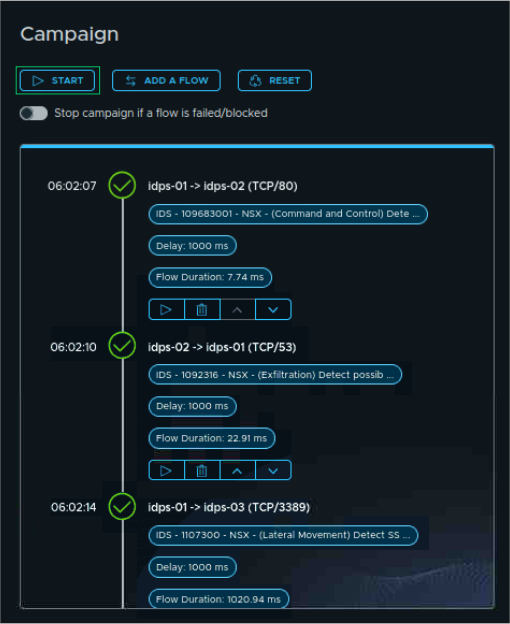 Campaign
START
ADD A FLOW
RESET
Stop campaign if a flow is failed/blocked
06:02:07
idps-01 -> idps-02 (TCP/80)
IDS - 109683001 - NSX - (Command and Control) Dete ...
Delay: 1000 ms
Flow Duration: 7.74 ms
06:02:10
idps-02 -> idps-01 (TCP/53)
IDS - 1092316 - NSX - (Exfiltration) Detect possib ...
Delay: 1000 ms
Flow Duration: 22.91 ms
06:02:14
idps-01 -> idps-03 (TCP/3389)
IDS - 1107300 - NSX - (Lateral Movement) Detect SS ...
Delay: 1000 ms
Flow Duration: 1020.94 ms